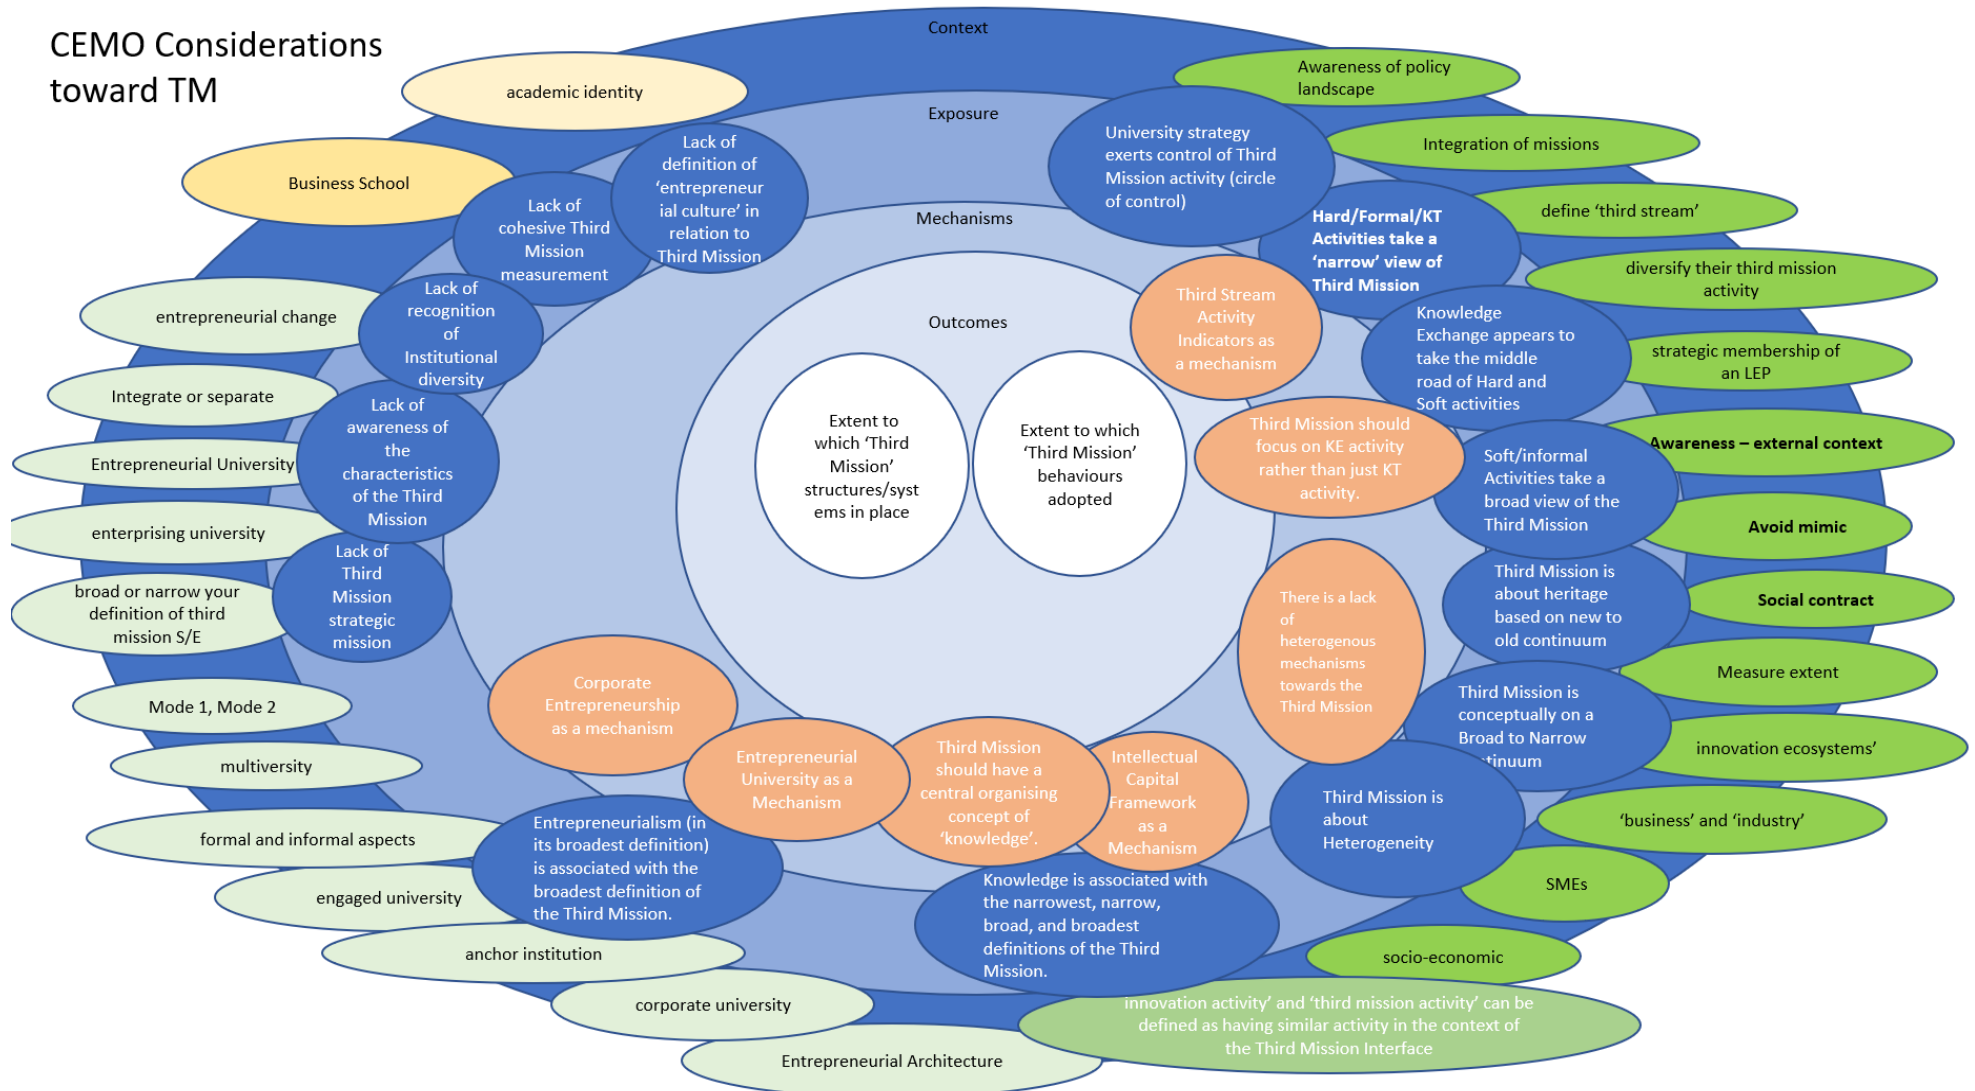 CEMO Considerations
toward TM
Context
Exposure
Mechanisms
Outcomes
Extent to
which ‘Third
Mission’
structures/syst
ems in place
Extent to which
‘Third Mission’
behaviours
adopted
academic identity
Business School
entrepreneurial change
Integrate or separate
Entrepreneurial University
enterprising university
broad or narrow your
definition of third
mission S/E
Mode 1, Mode 2
multiversity
formal and informal aspects
engaged university
anchor institution
corporate university
Entrepreneurial Architecture
Lack of
definition of
‘entrepreneur
ial culture’ in
relation to
Third Mission
Lack of
cohesive Third
Mission
measurement
Lack of
recognition
of
Institutional
diversity
Lack of
awareness of
the
characteristics
of the Third
Mission
Lack of
Third
Mission
strategic
mission
Entrepreneurialism (in
its broadest definition)
is associated with the
broadest definition of
the Third Mission.
Corporate
Entrepreneurship
as a mechanism
Entrepreneurial
University as a
Mechanism
Third Mission
should have a
central organising
concept of
‘knowledge’.
Intellectual
Capital
Framework
as a
Mechanism
Knowledge is associated with
the narrowest, narrow,
broad, and broadest
definitions of the Third
Mission.
Third Stream
Activity
Indicators as
a mechanism
Third Mission should
focus on KE activity
rather than just KT
activity.
There is a lack
of
heterogenous
mechanisms
towards the
Third Mission
University strategy
exerts control of Third
Mission activity (circle
of control)
Hard/Formal/KT
Activities take a
‘narrow’ view of
Third Mission
Knowledge
Exchange appears to
take the middle
road of Hard and
Soft activities
Soft/informal
Activities take a
broad view of the
Third Mission
Third Mission is
about heritage
based on new to
old continuum
Third Mission is
conceptually on a
Broad to Narrow
tinuum
Third Mission is
about
Heterogeneity
Awareness of policy
landscape
Integration of missions
define ‘third stream’
diversify their third mission
activity
strategic membership of
an LEP
Awareness – external context
Avoid mimic
Social contract
Measure extent
innovation ecosystems’
‘business’ and ‘industry’
SMEs
socio-economic
innovation activity’ and ‘third mission activity’ can be
defined as having similar activity in the context of
the Third Mission Interface